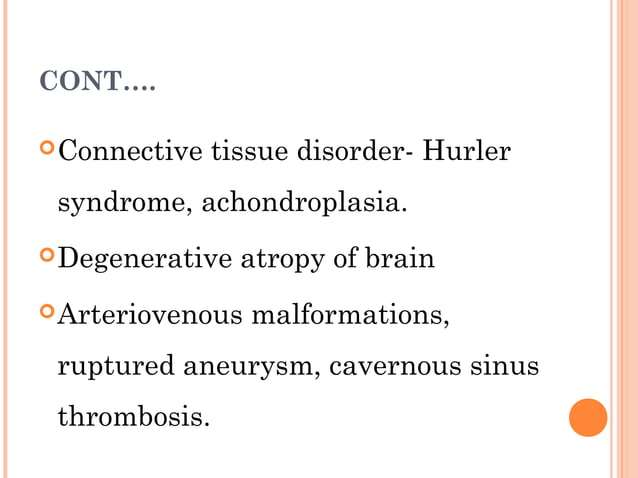 CONT….
Connective tissue disorder- Hurler
syndrome, achondroplasia.
Degenerative atropy of brain
Arteriovenous malformations,
ruptured aneurysm, cavernous sinus
thrombosis.